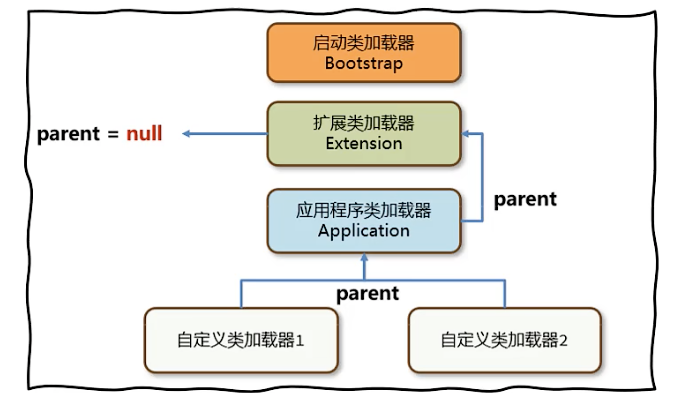 启动类加载器
Bootstrap
parent = null
扩展类加载器
Extension
parent
应用程序类加载器
Application
parent
自定义类加载器1
自定义类加载器2